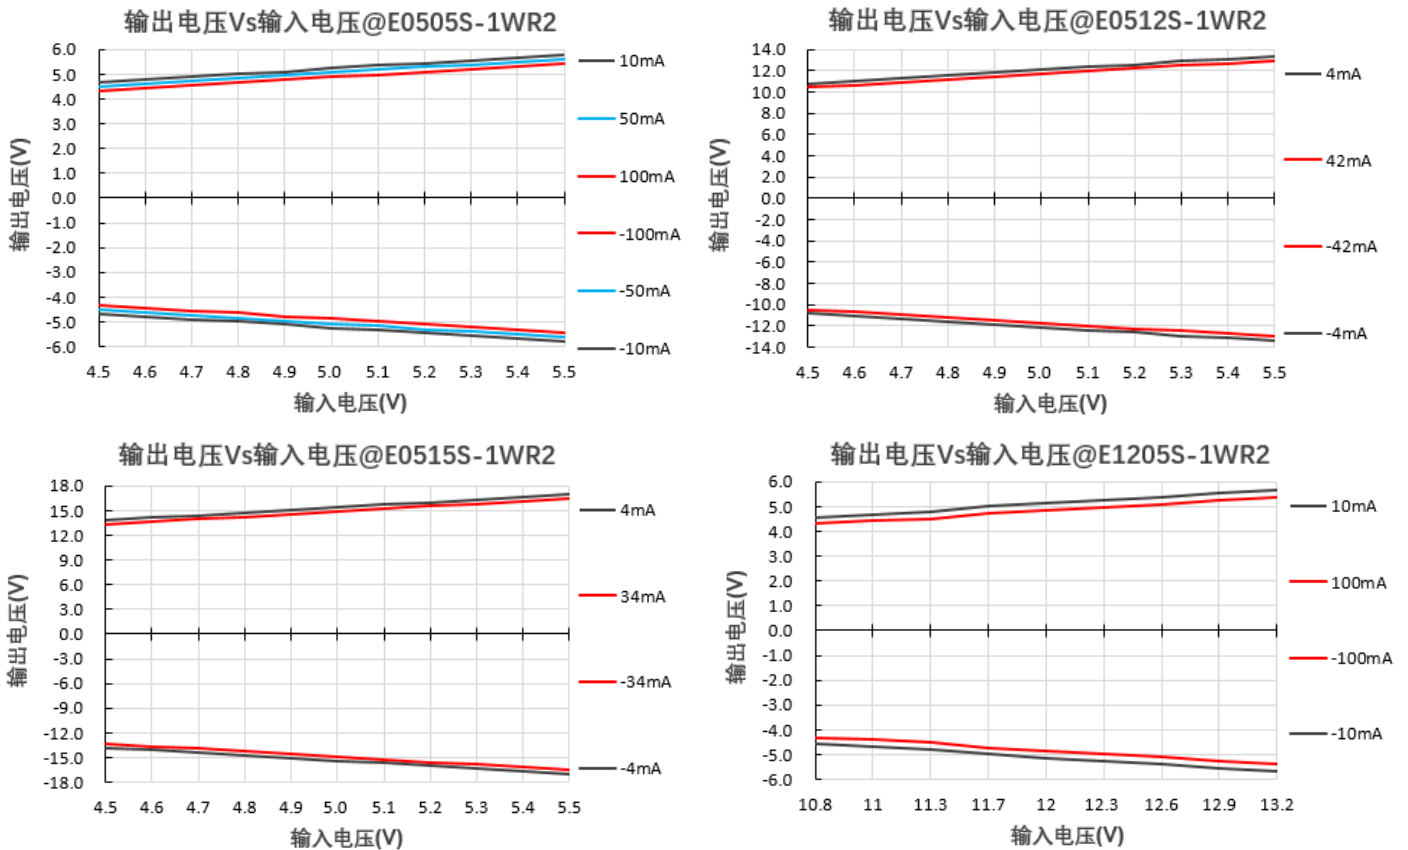 输出电压Vs输入电压@E0505S-1WR2
6.0
5.0
4.0
3.0
2.0
1.0
0.0
-1.0
-2.0
-3.0
-4.0
-5.0
-6.0
输出电压(V)
4.5 4.6 4.7 4.8 4.9 5.0 5.1 5.2 5.3 5.4 5.5
输入电压(V)
10mA
50mA
100mA
-100mA
-50mA
-10mA
输出电压Vs输入电压@E0512S-1WR2
14.0
12.0
10.0
8.0
6.0
4.0
2.0
0.0
-2.0
-4.0
-6.0
-8.0
-10.0
-12.0
-14.0
输出电压(V)
4.5 4.6 4.7 4.8 4.9 5.0 5.1 5.2 5.3 5.4 5.5
输入电压(V)
4mA
42mA
-42mA
-4mA
输出电压Vs输入电压@E0515S-1WR2
18.0
15.0
12.0
9.0
6.0
3.0
0.0
-3.0
-6.0
-9.0
-12.0
-15.0
-18.0
输出电压(V)
4.5 4.6 4.7 4.8 4.9 5.0 5.1 5.2 5.3 5.4 5.5
输入电压(V)
4mA
34mA
-34mA
-4mA
输出电压Vs输入电压@E1205S-1WR2
6.0
5.0
4.0
3.0
2.0
1.0
0.0
-1.0
-2.0
-3.0
-4.0
-5.0
-6.0
输出电压(V)
10.8 11 11.3 11.7 12 12.3 12.6 12.9 13.2
输入电压(V)
10mA
100mA
-100mA
-10mA